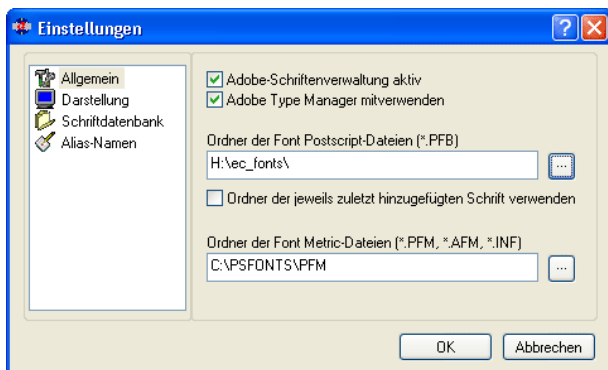 Einstellungen
Allgemein
Darstellung
Schriftdatenbank
Alias-Namen
Adobe-Schriftenverwaltung aktiv
Adobe Type Manager mitverwenden
Ordner der Font Postscript-Dateien (*.PFB)
H:\ec_fonts\
...
Ordner der jeweils zuletzt hinzugefügten Schrift verwenden
Ordner der Font Metric-Dateien (*.PFM, *.AFM, *.INF)
C:\PSFONTS\PFM
...
OK
Abbrechen